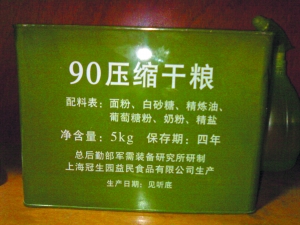 90压缩干粮
配料表：面粉、白砂糖、精炼油、
葡萄糖粉、奶粉、精盐
净含量：5kg 保存期：四年
总后勤部军需装备研究所研制
上海冠生园益民食品有限公司生产
生产日期：见听底